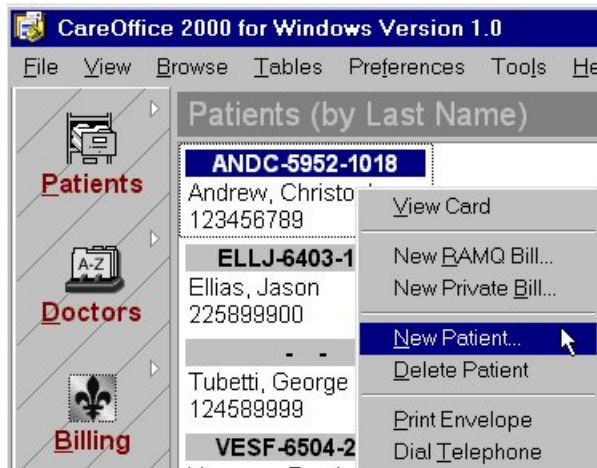 CareOffice 2000 for Windows Version 1.0
File View Browse Tables Preferences Tools He
Patients (by Last Name)
Patients
Doctors
A-Z
Billing
ANDC-5952-1018
Andrew, Christo
123456789
ELLJ-6403-1
Ellias, Jason
225899900
- -
Tubetti, George
124589999
VESF-6504-2
View Card
New RAMQ Bill...
New Private Bill...
New Patient...
Delete Patient
Print Envelope
Dial Telephone